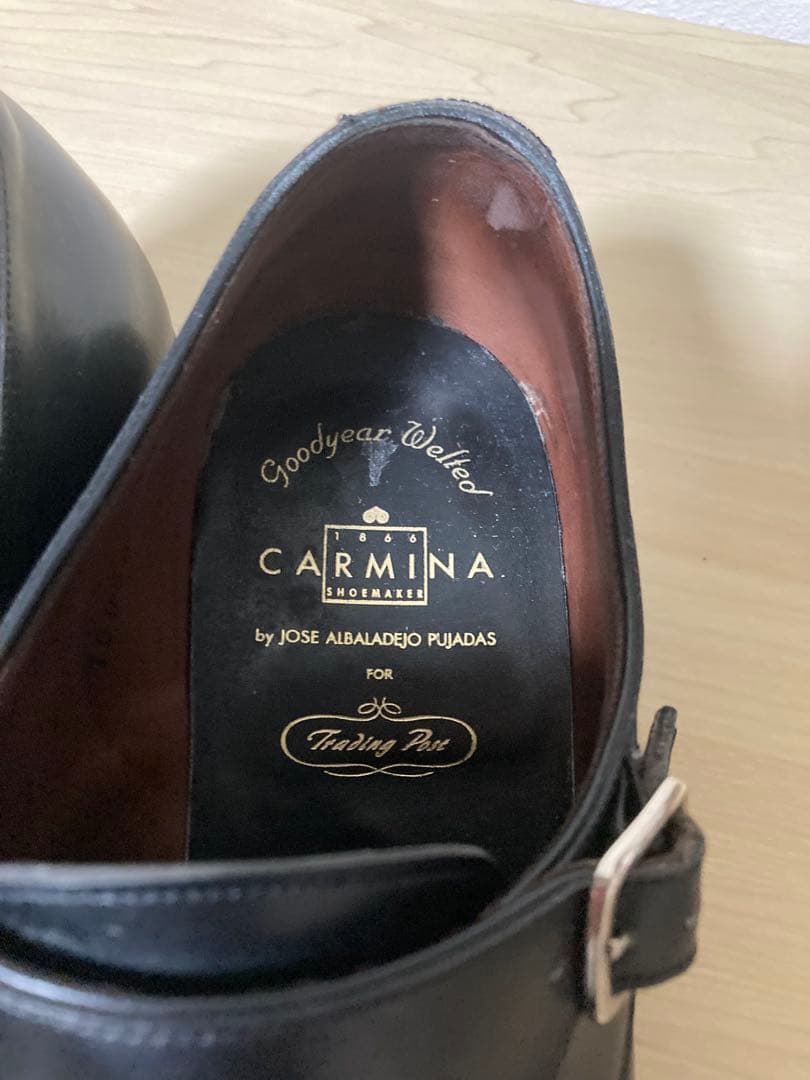 Goodyear Welted
1866
CARMINA
SHOEMAKER
by JOSE ALBALADEJO PUJADAS
FOR
Trading Post